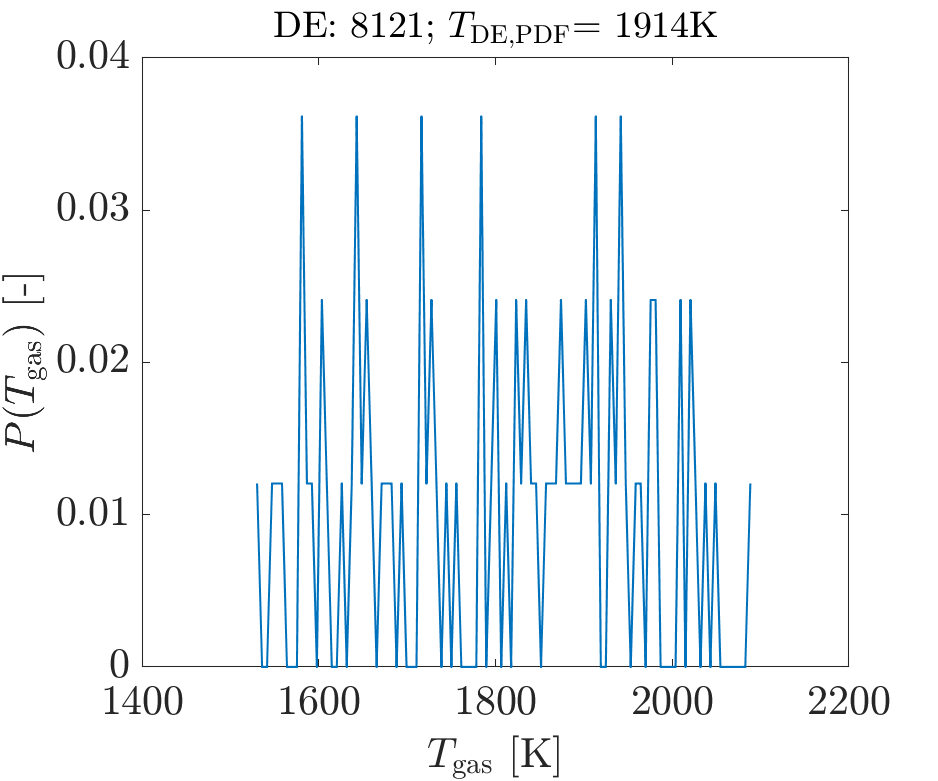 DE: 8121; T_DE,PDF= 1914K
0.04
0.03
0.02
0.01
0
P(T_gas) [-]
1400 1600 1800 2000 2200
T_gas [K]